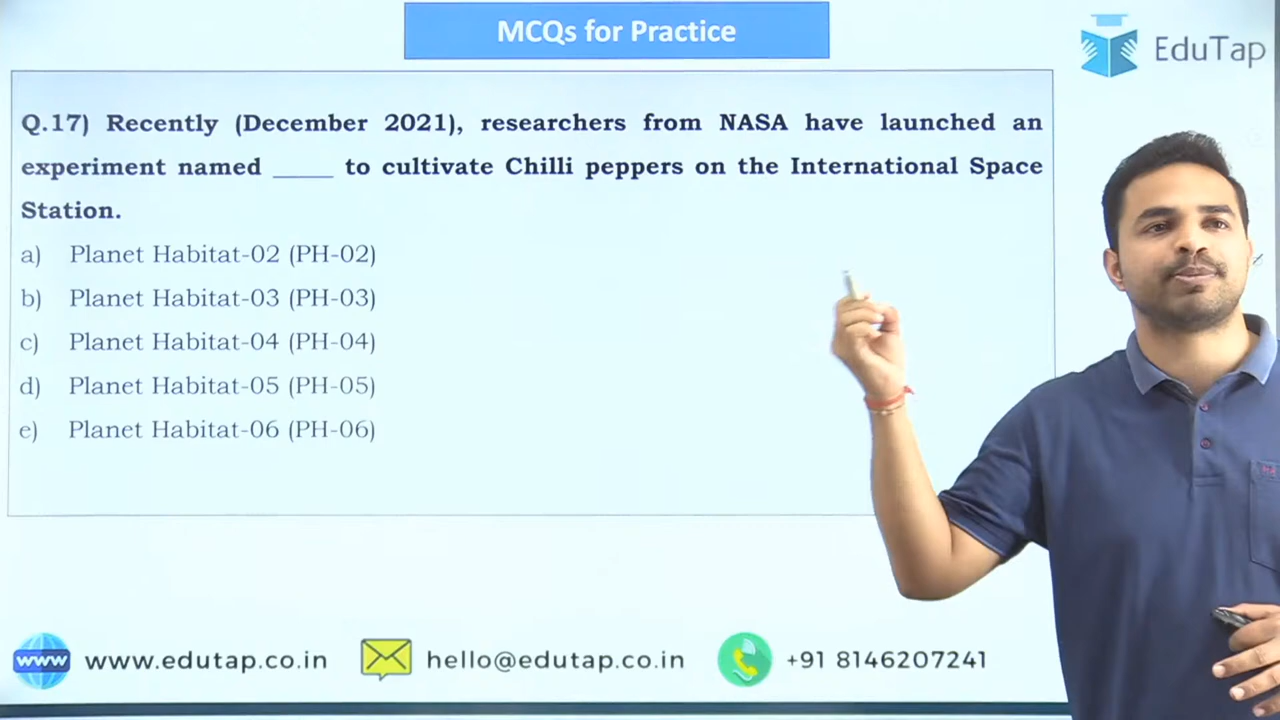 MCQs for Practice
EduTap
Q.17) Recently (December 2021), researchers from NASA have launched an
experiment named _____ to cultivate Chilli peppers on the International Space
Station.
a) Planet Habitat-02 (PH-02)
b) Planet Habitat-03 (PH-03)
c) Planet Habitat-04 (PH-04)
d) Planet Habitat-05 (PH-05)
e) Planet Habitat-06 (PH-06)
www www.edutap.co.in hello@edutap.co.in +91 8146207241